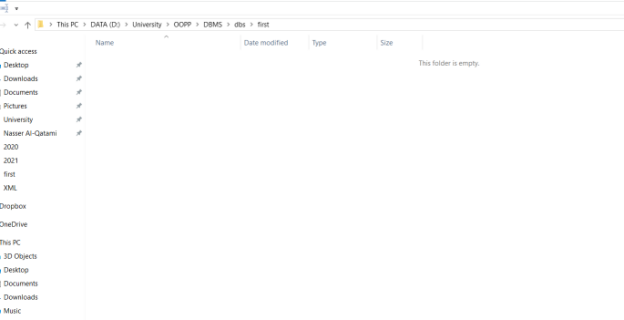 This PC > DATA (D:) > University > OOPP > DBMS > dbs > first
Name Date modified Type Size
This folder is empty.
Quick access
Desktop
Downloads
Documents
Pictures
University
Nasser Al-Qatami
2020
2021
first
XML
Dropbox
OneDrive
This PC
3D Objects
Desktop
Documents
Downloads
Music